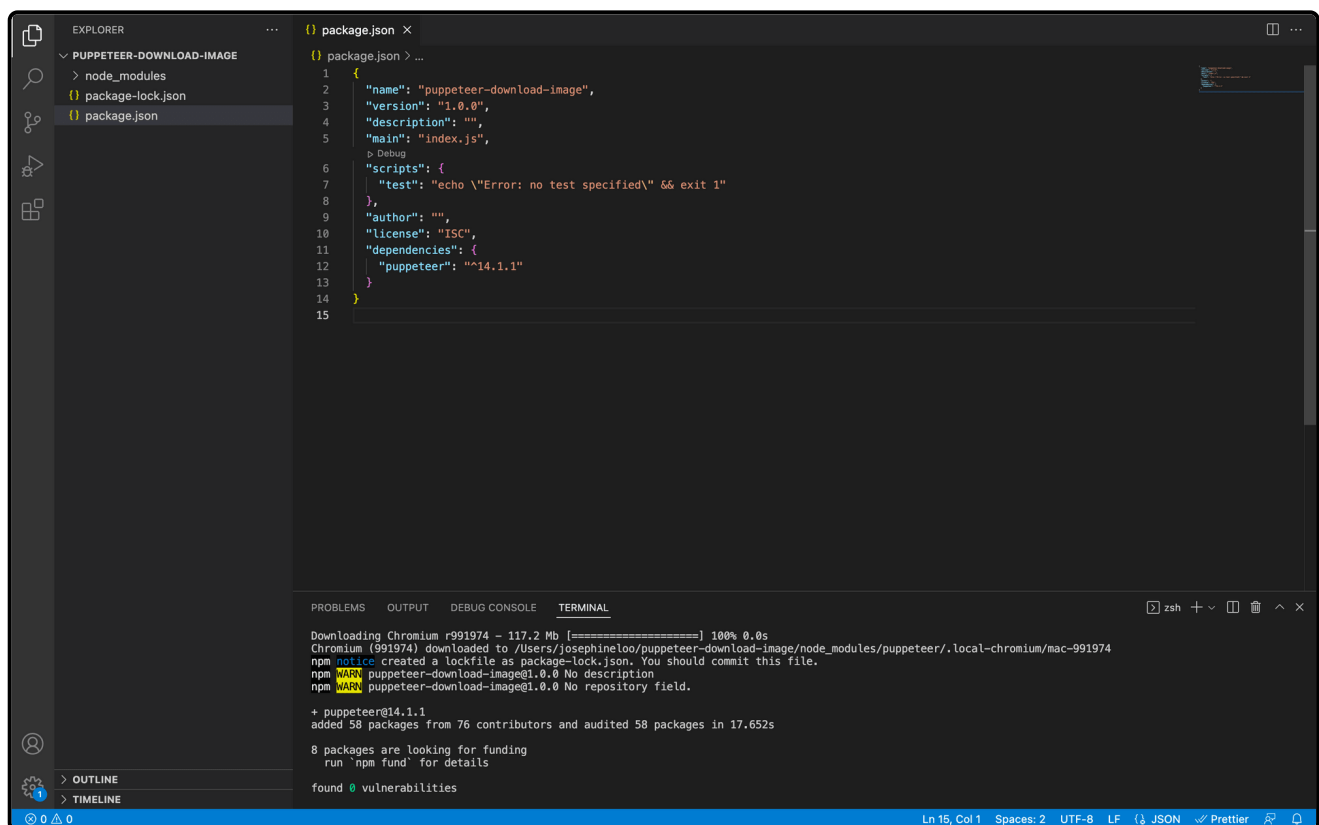 EXPLORER ···
PUPPETEER-DOWNLOAD-IMAGE
node_modules
{} package-lock.json
{} package.json
OUTLINE
TIMELINE
{} package.json ×
{} package.json > ...
1 {
2 "name": "puppeteer-download-image",
3 "version": "1.0.0",
4 "description": "",
5 "main": "index.js",
Debug
6 "scripts": {
7 "test": "echo \"Error: no test specified\" && exit 1"
8 },
9 "author": "",
10 "license": "ISC",
11 "dependencies": {
12 "puppeteer": "^14.1.1"
13 }
14 }
15
PROBLEMS OUTPUT DEBUG CONSOLE TERMINAL zsh
Downloading Chromium r991974 - 117.2 Mb [====================] 100% 0.0s
Chromium (991974) downloaded to /Users/josephineloo/puppeteer-download-image/node_modules/puppeteer/.local-chromium/mac-991974
npm notice created a lockfile as package-lock.json. You should commit this file.
npm WARN puppeteer-download-image@1.0.0 No description
npm WARN puppeteer-download-image@1.0.0 No repository field.
+ puppeteer@14.1.1
added 58 packages from 76 contributors and audited 58 packages in 17.652s
8 packages are looking for funding
run `npm fund` for details
found 0 vulnerabilities
1
0 0 Ln 15, Col 1 Spaces: 2 UTF-8 LF {} JSON Prettier